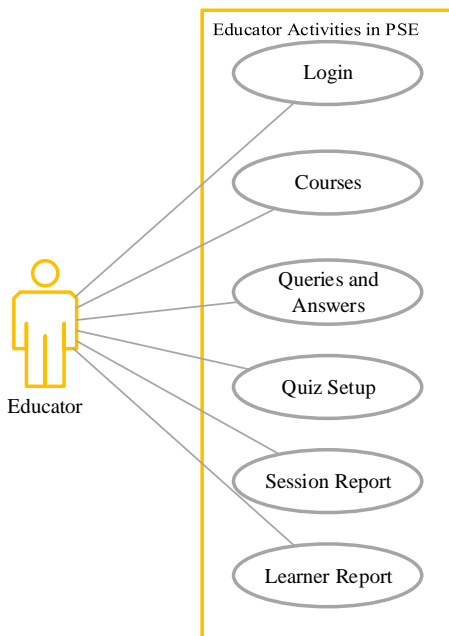 Educator Activities in PSE
Login
Courses
Queries and
Answers
Quiz Setup
Educator
Session Report
Learner Report